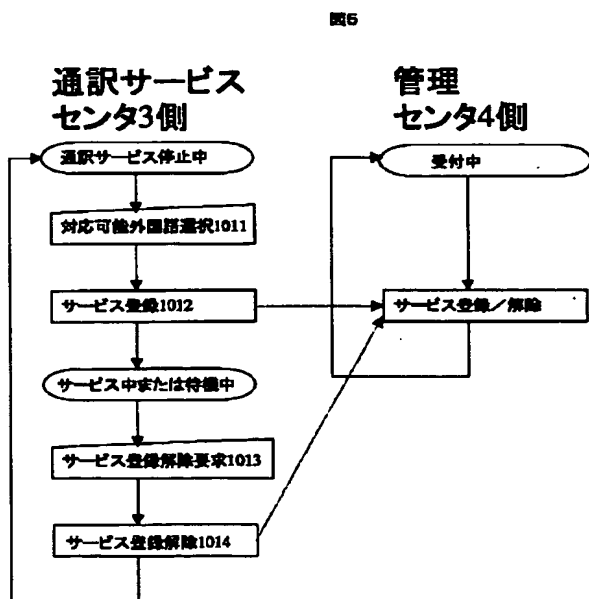 図5
通訳サービス
センタ3側
管理
センタ4側
通訳サービス停止中
受付中
対応可能外国語選択1011
サービス登録1012
サービス登録／解除
サービス中または待機中
サービス登録解除要求1013
サービス登録解除1014